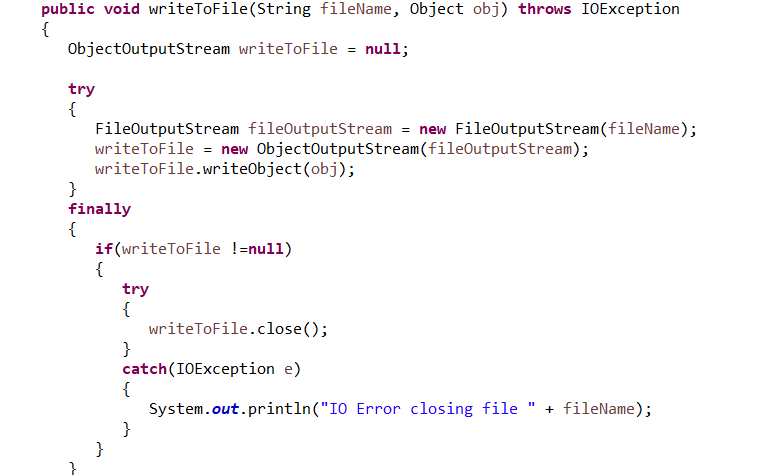 public void writeToFile(String fileName, Object obj) throws IOException
{
ObjectOutputStream writeToFile = null;
try
{
FileOutputStream fileOutputStream = new FileOutputStream(fileName);
writeToFile = new ObjectOutputStream(fileOutputStream);
writeToFile.writeObject(obj);
}
finally
{
if(writeToFile !=null)
{
try
{
writeToFile.close();
}
catch(IOException e)
{
System.out.println("IO Error closing file " + fileName);
}
}
}